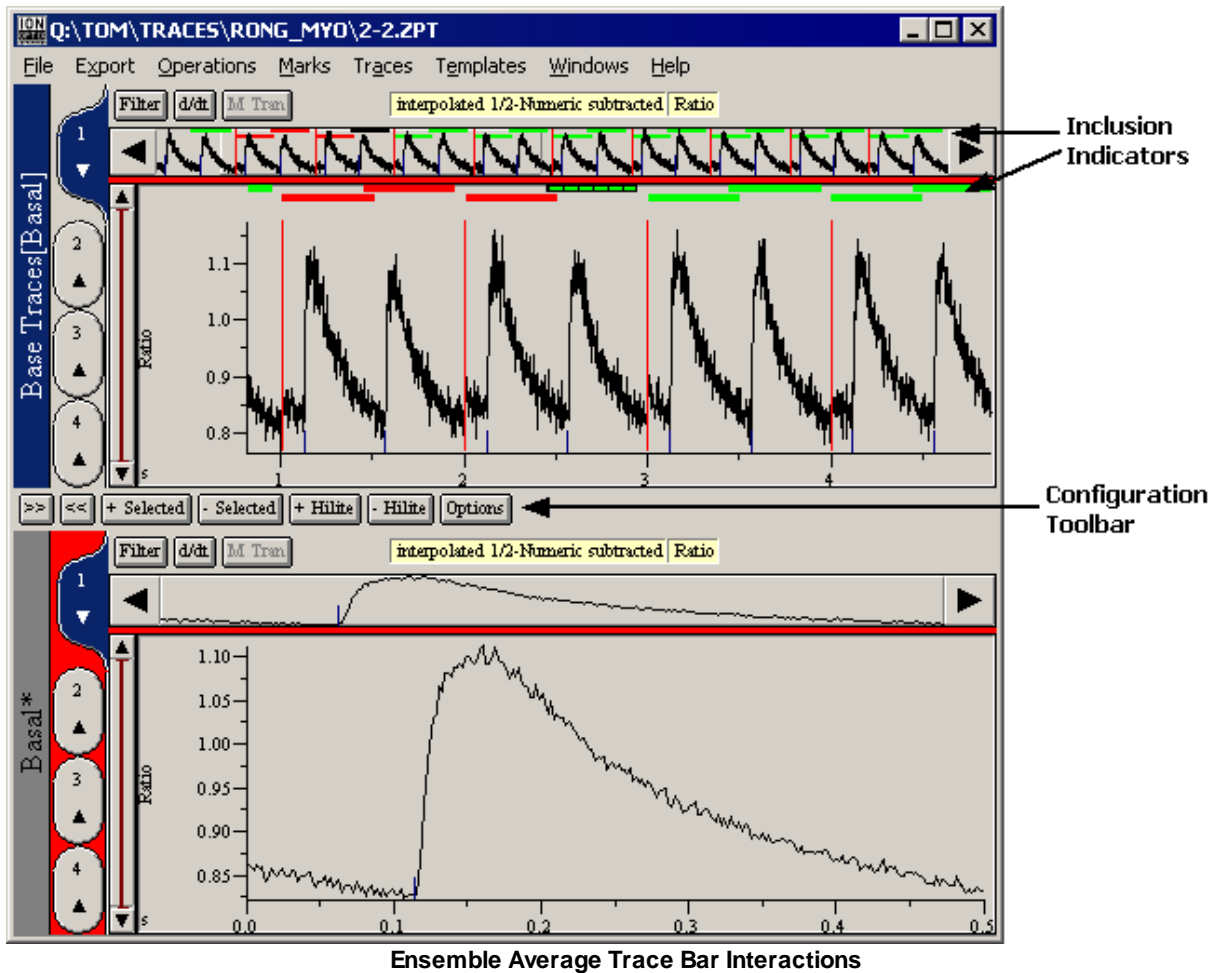 ION OPTIX Q:\TOM\TRACES\RONG_MYO\2-2.ZPT
File Export Operations Marks Traces Templates Windows Help
Filter d/dt M Tran interpolated 1/2-Numeric subtracted Ratio
Inclusion
Indicators
Base Traces[Basal]
1
2
3
4
Ratio
1.1
1.0
0.9
0.8
s
1 2 3 4
>> << + Selected - Selected + Hilite - Hilite Options
Configuration
Toolbar
Filter d/dt M Tran interpolated 1/2-Numeric subtracted Ratio
Basal*
1
2
3
4
Ratio
1.10
1.05
1.00
0.95
0.90
0.85
s
0.0 0.1 0.2 0.3 0.4 0.5
Ensemble Average Trace Bar Interactions